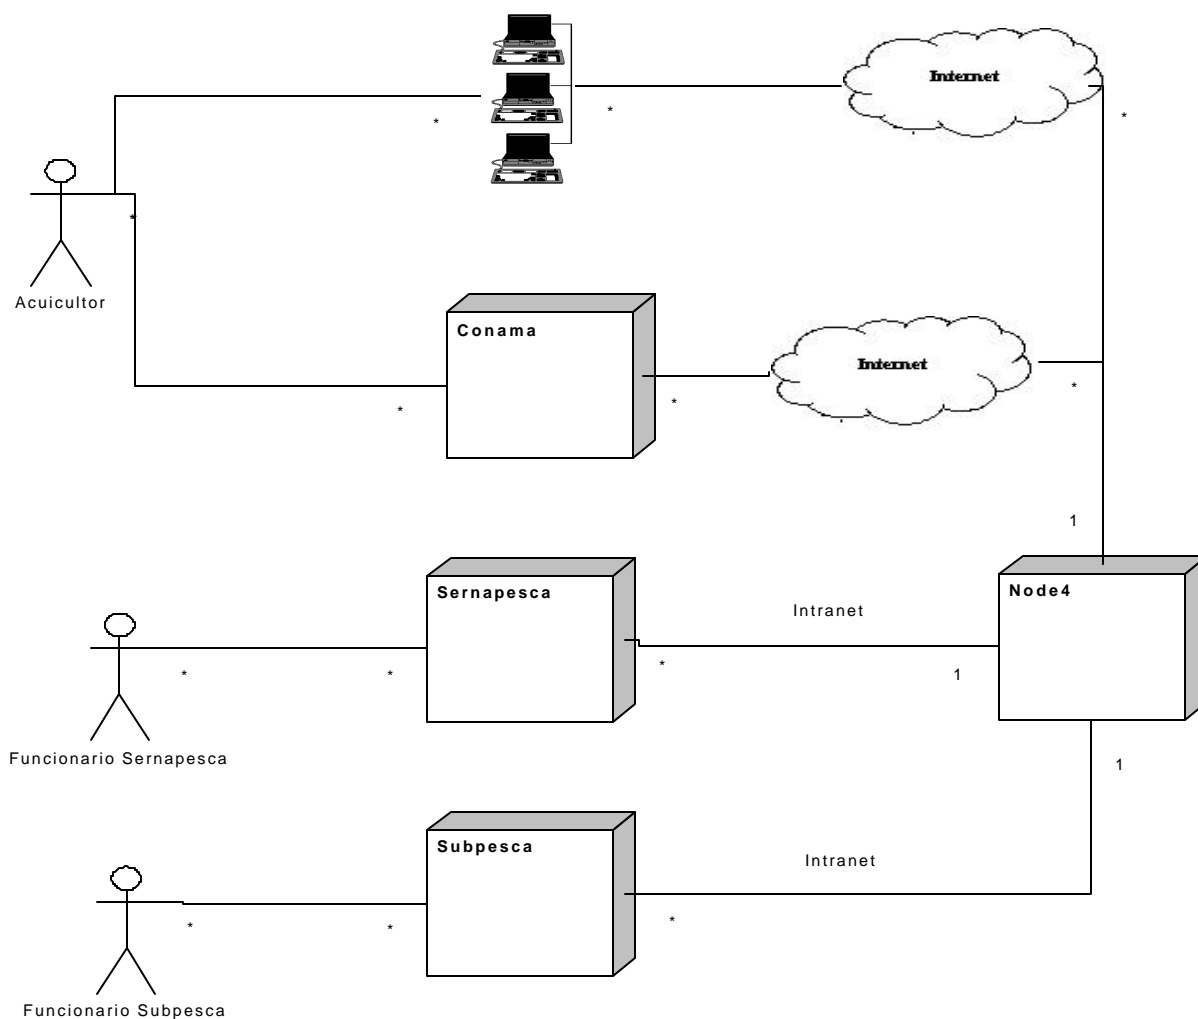 Internet
*
*
*
*
Acuicultor
Conama
Internet
*
*
*
1
Sernapesca
Node4
Intranet
*
*
*
1
Funcionario Sernapesca
1
Subpesca
Intranet
*
*
*
Funcionario Subpesca